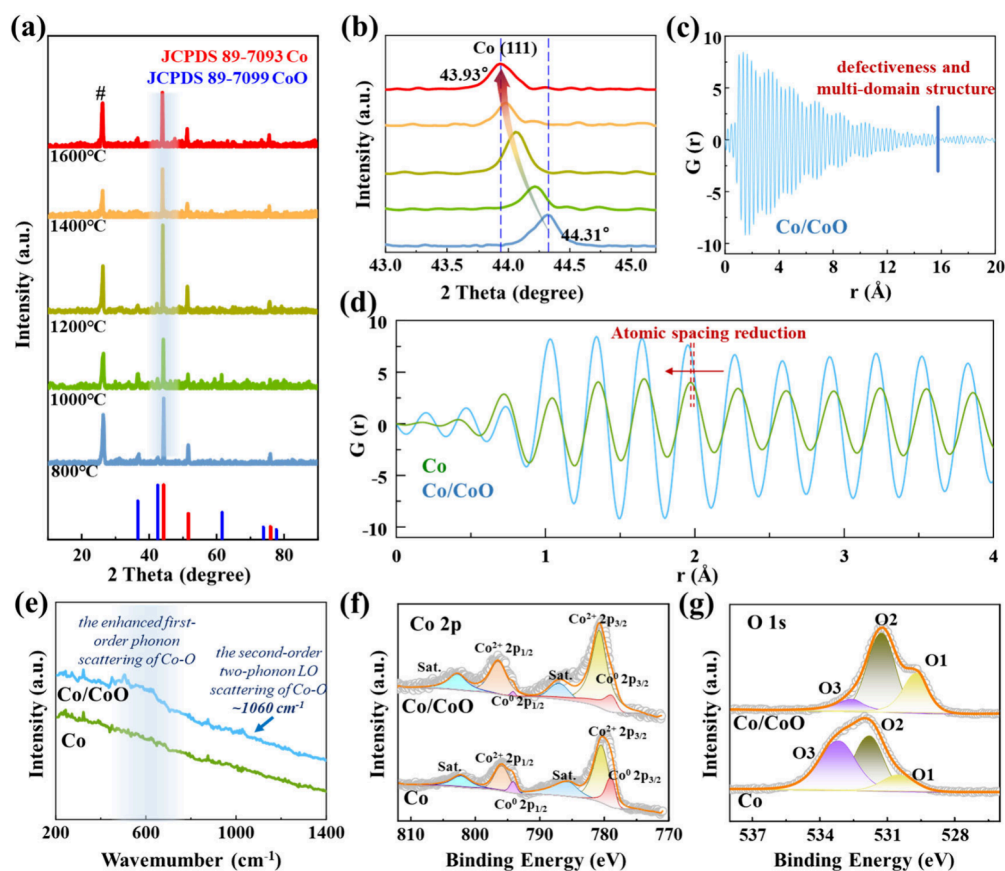 (a)
JCPDS 89-7093 Co
JCPDS 89-7099 CoO
#
1600°C
1400°C
1200°C
1000°C
800°C
Intensity (a.u.)
20 40 60 80
2 Theta (degree)
(b)
Co (111)
43.93°
44.31°
Intensity (a.u.)
43.0 43.5 44.0 44.5 45.0
2 Theta (degree)
(c)
defectiveness and
multi-domain structure
Co/CoO
G (r)
10
5
0
-5
-10
0 4 8 12 16 20
r (Å)
(d)
Atomic spacing reduction
Co
Co/CoO
G (r)
10
5
0
-5
-10
0 1 2 3 4
r (Å)
(e)
the enhanced first-
order phonon
scattering of Co-O
the second-order
two-phonon LO
scattering of Co-O
~1060 cm-1
Co/CoO
Co
Intensity (a.u.)
200 600 1000 1400
Wavemumber (cm-1)
(f)
Co 2p
Co2+ 2p3/2
Co2+ 2p1/2
Sat.
Sat.
Co0 2p1/2
Co0 2p3/2
Co/CoO
Co2+ 2p3/2
Co2+ 2p1/2
Sat.
Sat.
Co0 2p3/2
Co0 2p1/2
Co
Intensity (a.u.)
810 800 790 780 770
Binding Energy (eV)
(g)
O 1s
O2
O1
O3
Co/CoO
O2
O3
O1
Co
Intensity (a.u.)
537 534 531 528
Binding Energy (eV)